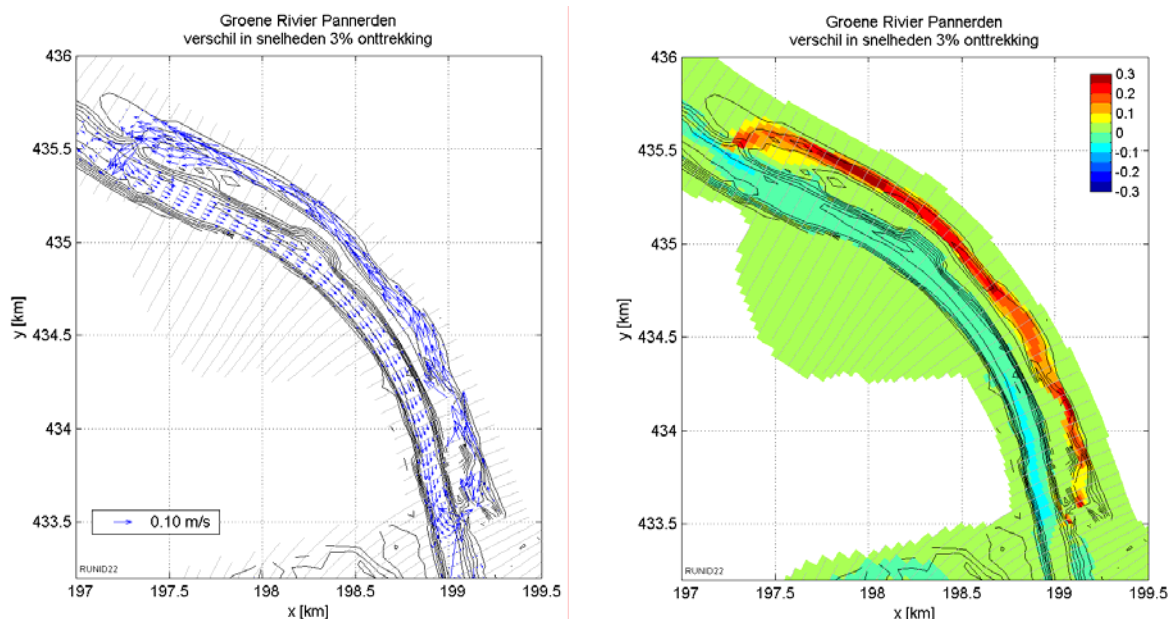 Groene Rivier Pannerden
verschil in snelheden 3% onttrekking
436
435.5
435
434.5
434
433.5
y [km]
0.10 m/s
RUNID22
197
197.5
198
198.5
199
199.5
x [km]
Groene Rivier Pannerden
verschil in snelheden 3% onttrekking
436
435.5
435
434.5
434
433.5
y [km]
0.3
0.2
0.1
0
-0.1
-0.2
-0.3
RUNID22
197
197.5
198
198.5
199
199.5
x [km]